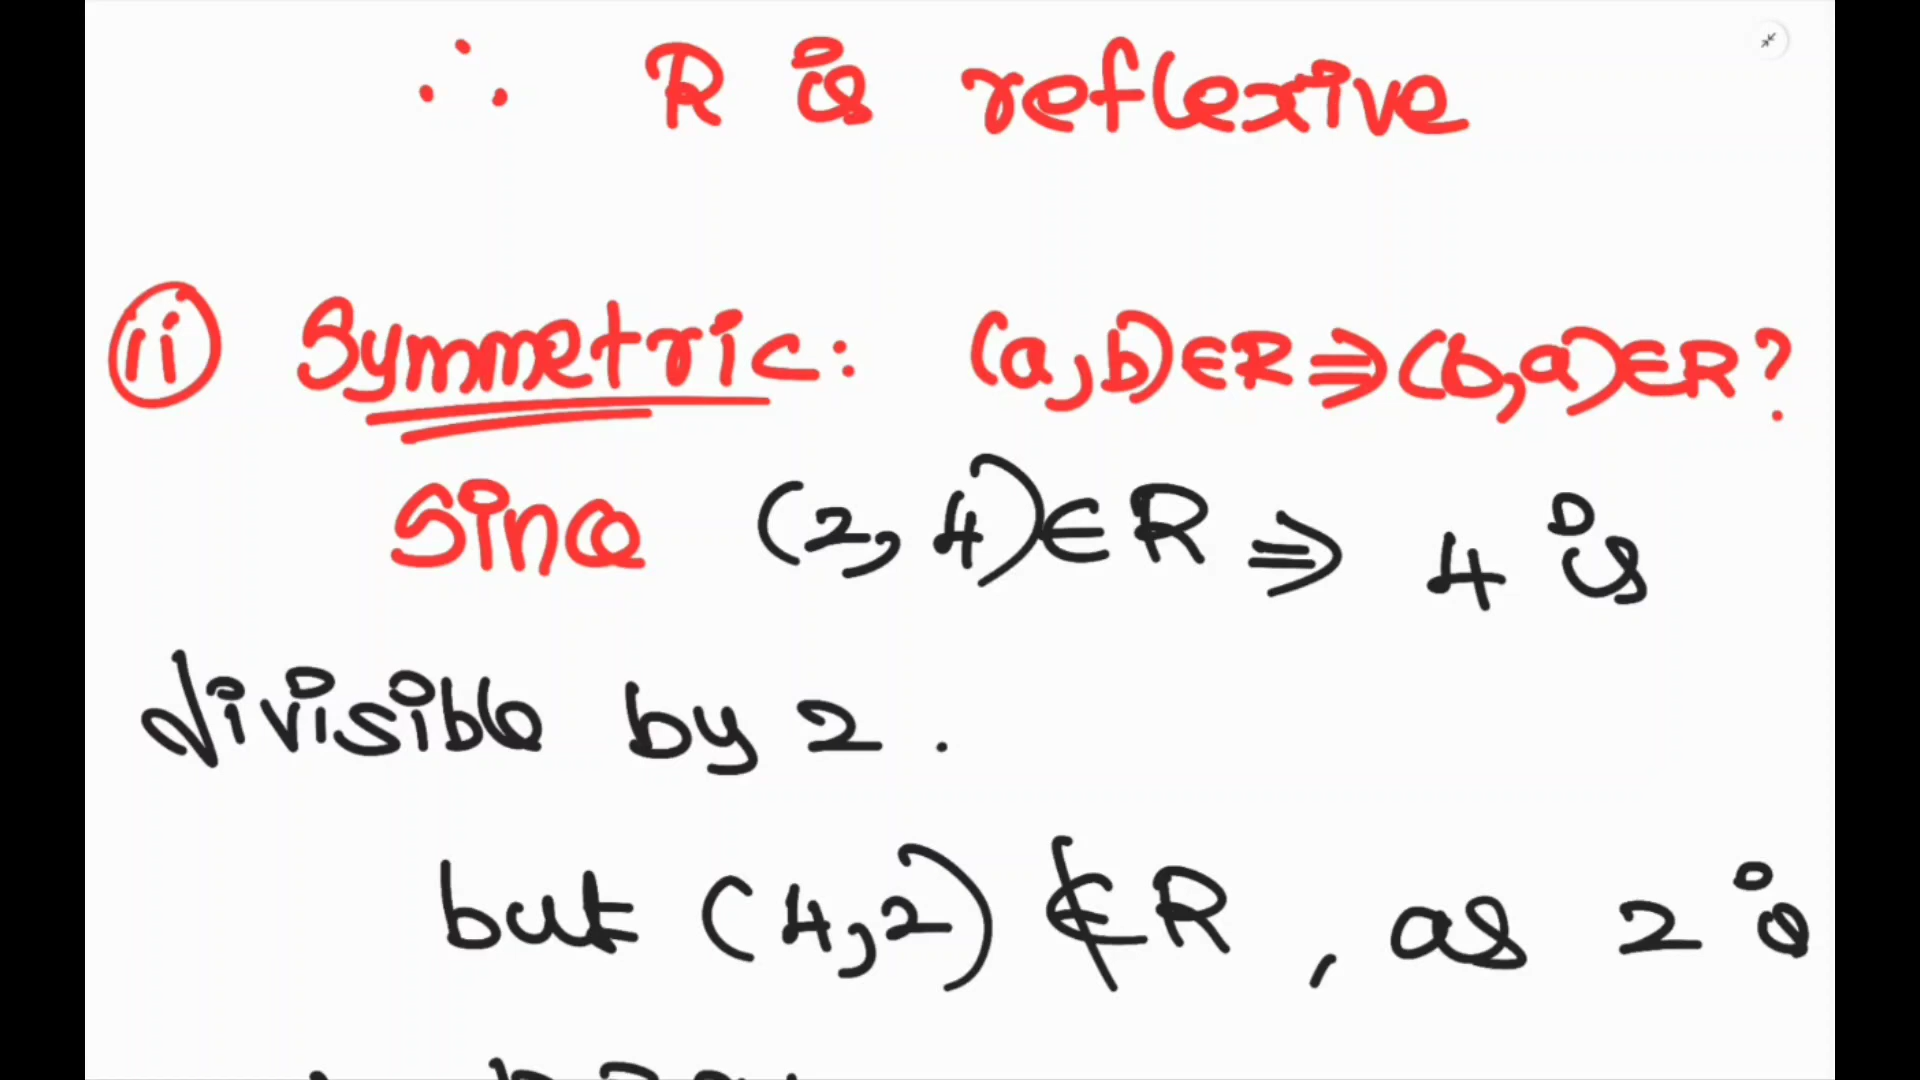 ∴ R is reflexive
(ii) Symmetric: (a,b)∈R⇒(b,a)∈R?
Since (2,4)∈R ⇒ 4 is
divisible by 2.
but (4,2) ∉ R, as 2 is